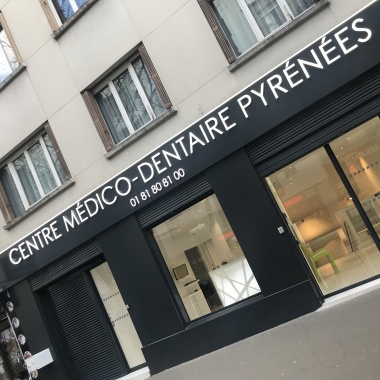 CENTRE MÉDICO-DENTAIRE PYRÉNÉES
01 81 80 81 00